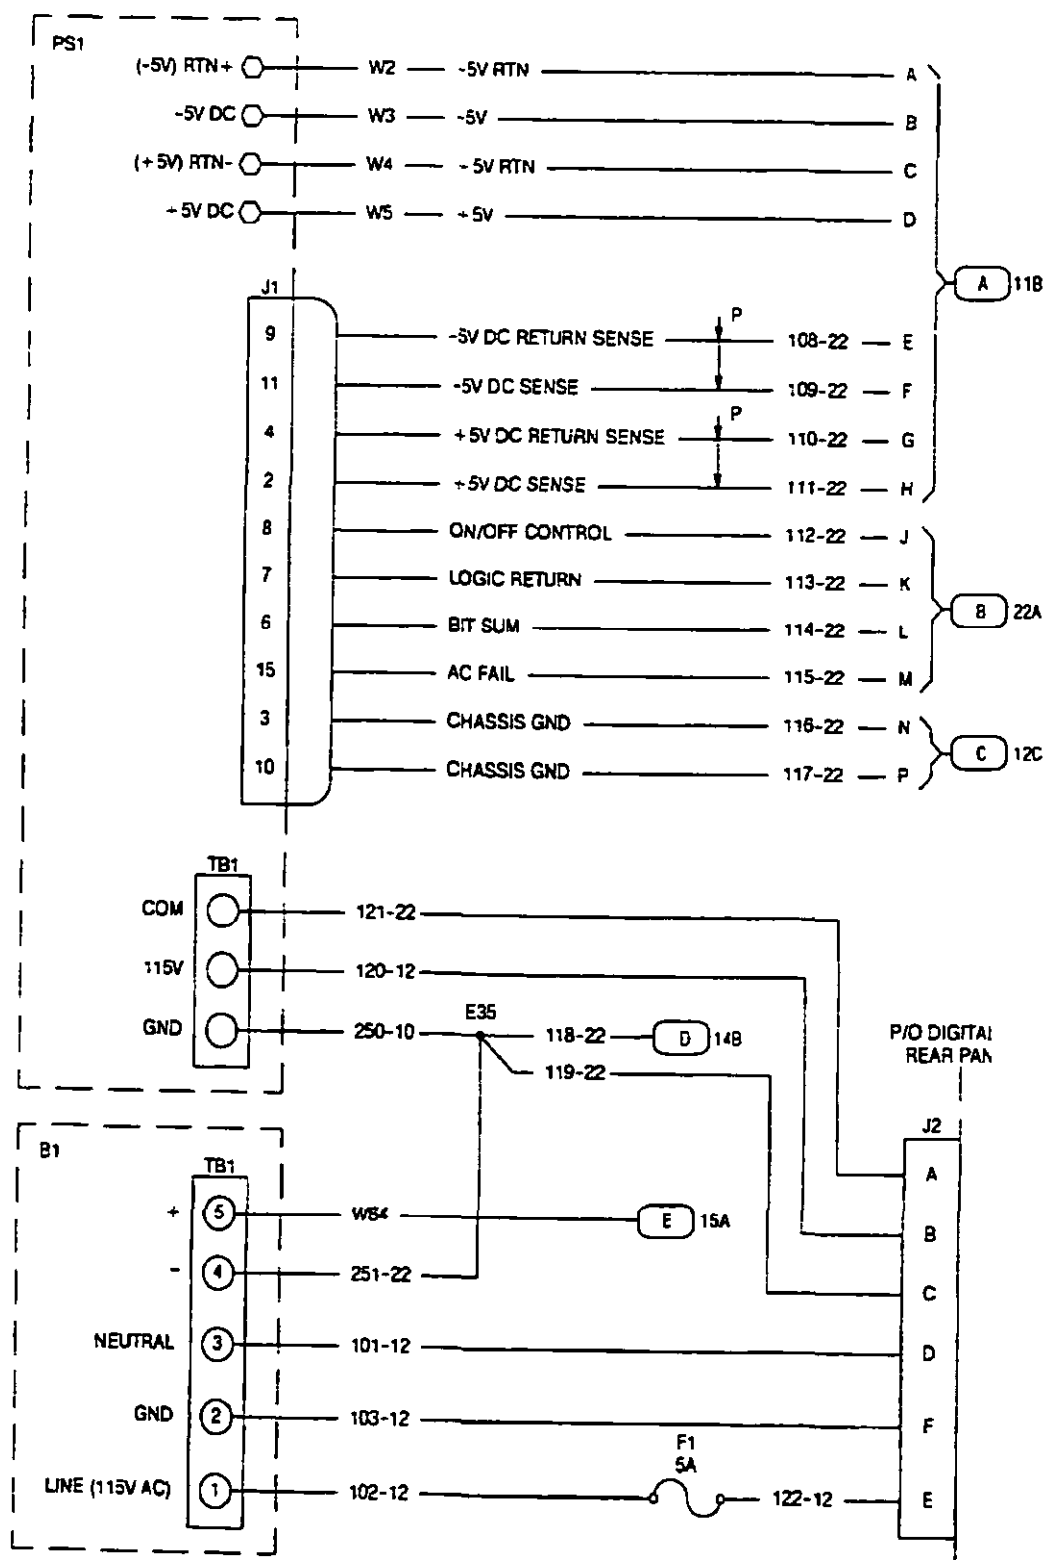 PS1
(-5V) RTN+ W2 -5V RTN A
-5V DC W3 -5V B
(+5V) RTN- W4 +5V RTN C
+5V DC W5 +5V D
A 11B
J1
9 -5V DC RETURN SENSE P 108-22 E
11 -5V DC SENSE 109-22 F
4 +5V DC RETURN SENSE P 110-22 G
2 +5V DC SENSE 111-22 H
8 ON/OFF CONTROL 112-22 J
7 LOGIC RETURN 113-22 K
B 22A
6 BIT SUM 114-22 L
15 AC FAIL 115-22 M
3 CHASSIS GND 116-22 N
C 12C
10 CHASSIS GND 117-22 P
TB1
COM 121-22
115V 120-12
E35
GND 250-10 118-22 D 14B
119-22
P/O DIGITAL
REAR PAN
J2
B1
TB1
A
+ 5 W84 E 15A
B
- 4 251-22
C
NEUTRAL 3 101-12 D
GND 2 103-12 F
F1
5A
LINE (115V AC) 1 102-12 122-12 E